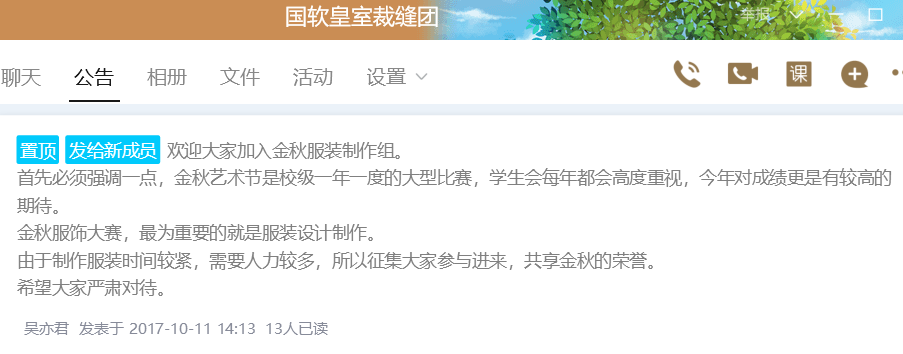 国软皇室裁缝团
举报
聊天 公告 相册 文件 活动 设置
课
置顶 发给新成员 欢迎大家加入金秋服装制作组。
首先必须强调一点，金秋艺术节是校级一年一度的大型比赛，学生会每年都会高度重视，今年对成绩更是有较高的
期待。
金秋服饰大赛，最为重要的就是服装设计制作。
由于制作服装时间较紧，需要人力较多，所以征集大家参与进来，共享金秋的荣誉。
希望大家严肃对待。
吴亦君 发表于 2017-10-11 14:13 13人已读